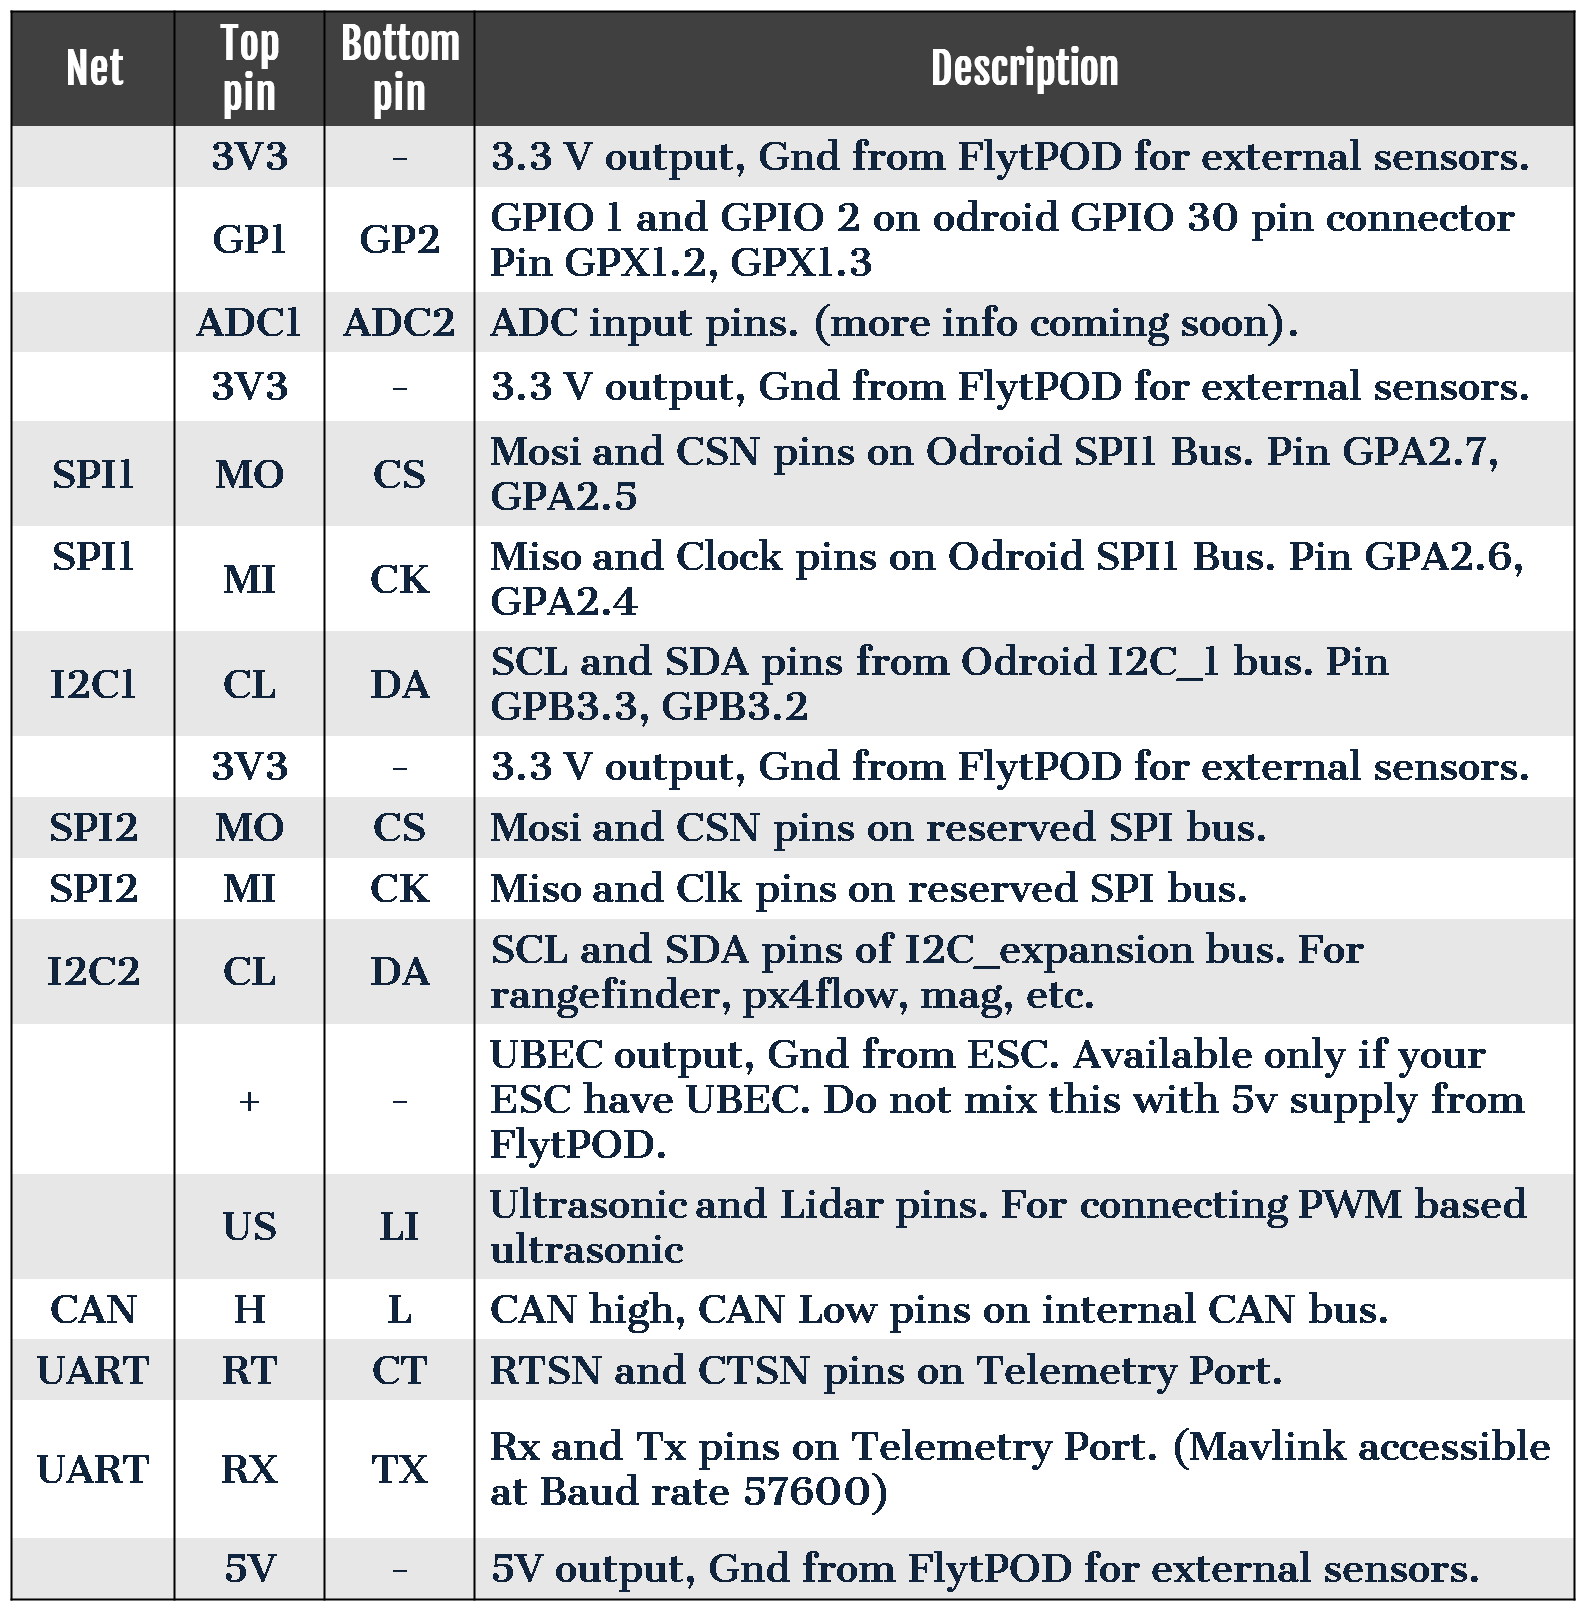 Net Top pin Bottom pin Description
3V3 - 3.3 V output, Gnd from FlytPOD for external sensors.
GP1 GP2 GPIO 1 and GPIO 2 on odroid GPIO 30 pin connector
Pin GPX1.2, GPX1.3
ADC1 ADC2 ADC input pins. (more info coming soon).
3V3 - 3.3 V output, Gnd from FlytPOD for external sensors.
SPI1 MO CS Mosi and CSN pins on Odroid SPI1 Bus. Pin GPA2.7,
GPA2.5
SPI1 MI CK Miso and Clock pins on Odroid SPI1 Bus. Pin GPA2.6,
GPA2.4
I2C1 CL DA SCL and SDA pins from Odroid I2C_1 bus. Pin
GPB3.3, GPB3.2
3V3 - 3.3 V output, Gnd from FlytPOD for external sensors.
SPI2 MO CS Mosi and CSN pins on reserved SPI bus.
SPI2 MI CK Miso and Clk pins on reserved SPI bus.
I2C2 CL DA SCL and SDA pins of I2C_expansion bus. For
rangefinder, px4flow, mag, etc.
+ - UBEC output, Gnd from ESC. Available only if your
ESC have UBEC. Do not mix this with 5v supply from
FlytPOD.
US LI Ultrasonic and Lidar pins. For connecting PWM based
ultrasonic
CAN H L CAN high, CAN Low pins on internal CAN bus.
UART RT CT RTSN and CTSN pins on Telemetry Port.
UART RX TX Rx and Tx pins on Telemetry Port. (Mavlink accessible
at Baud rate 57600)
5V - 5V output, Gnd from FlytPOD for external sensors.